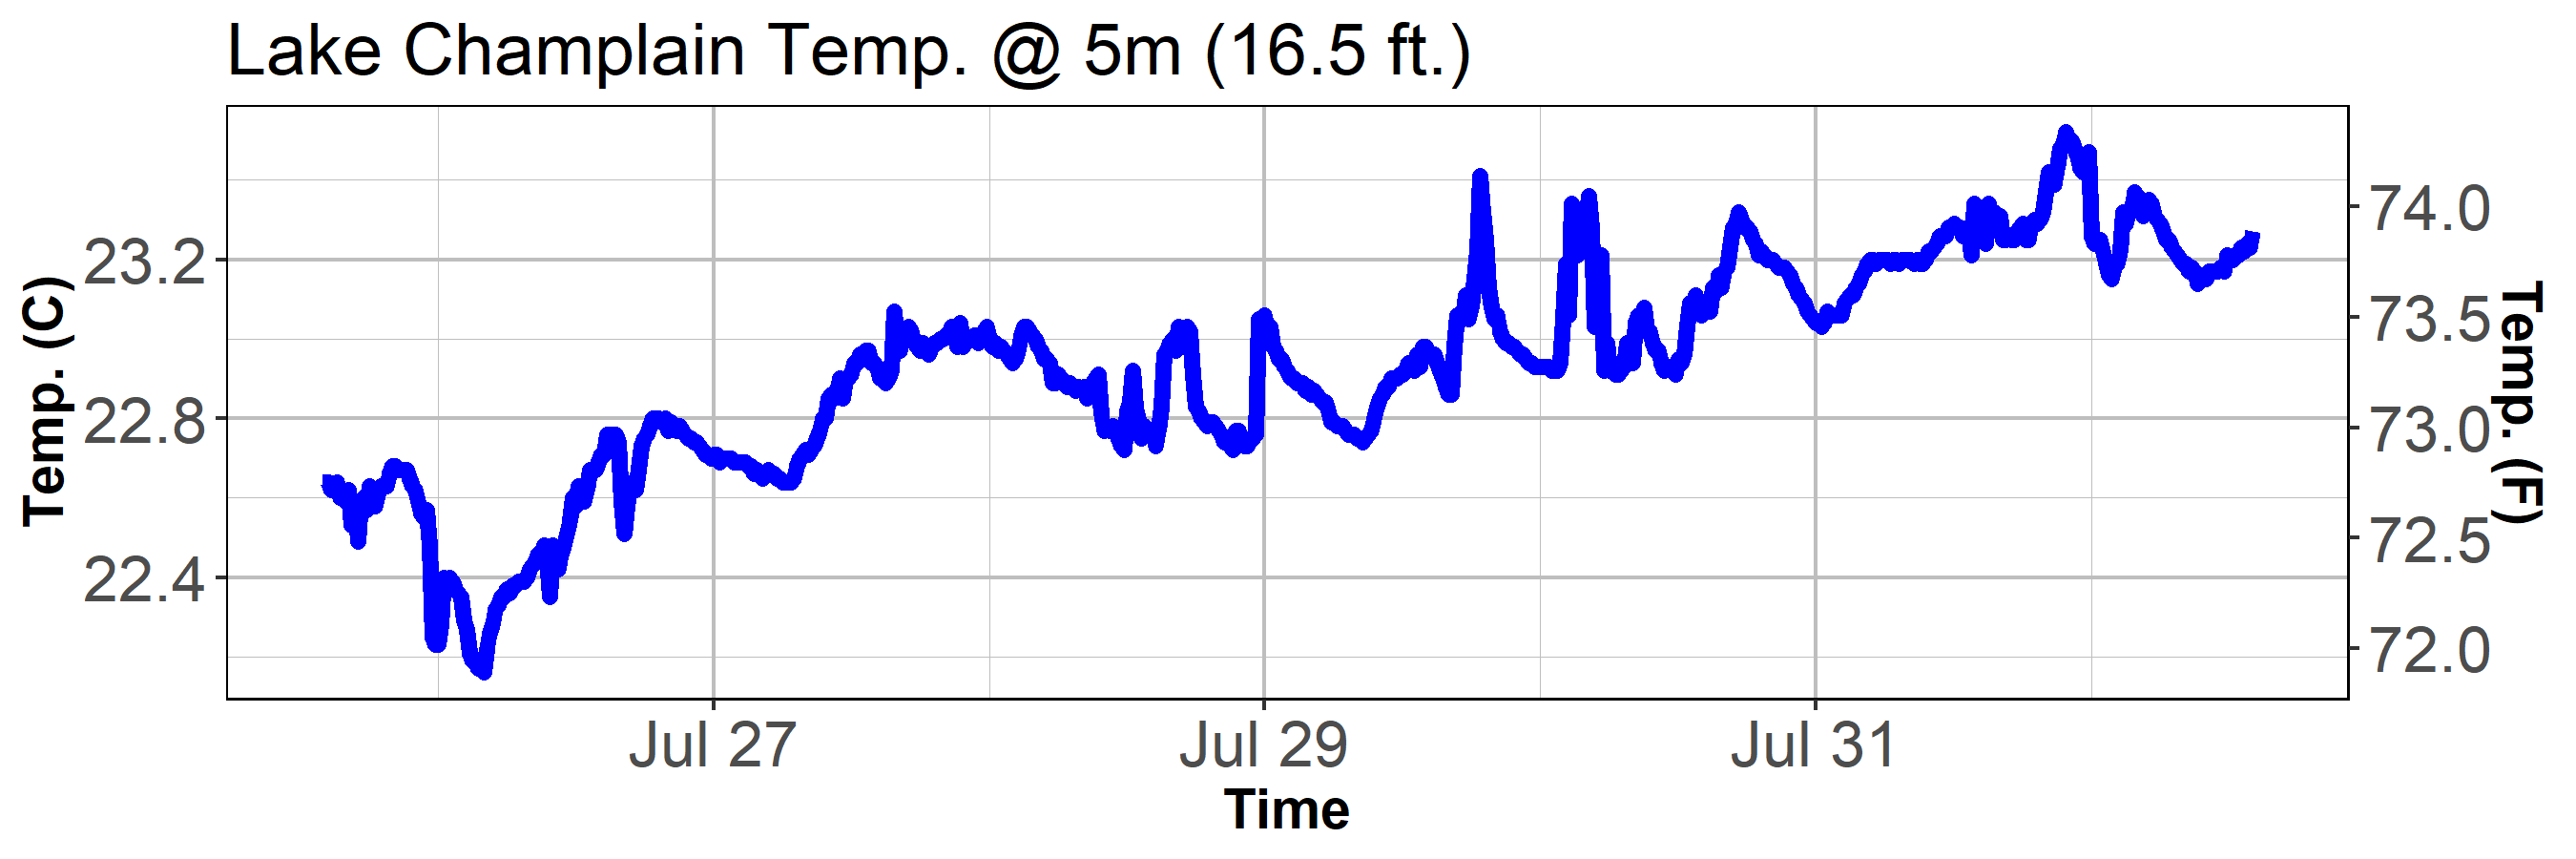 Lake Champlain Temp. @ 5m (16.5 ft.)
Temp. (C)
23.2
22.8
22.4
74.0
73.5
73.0
72.5
72.0
Temp. (F)
Jul 27
Jul 29
Jul 31
Time